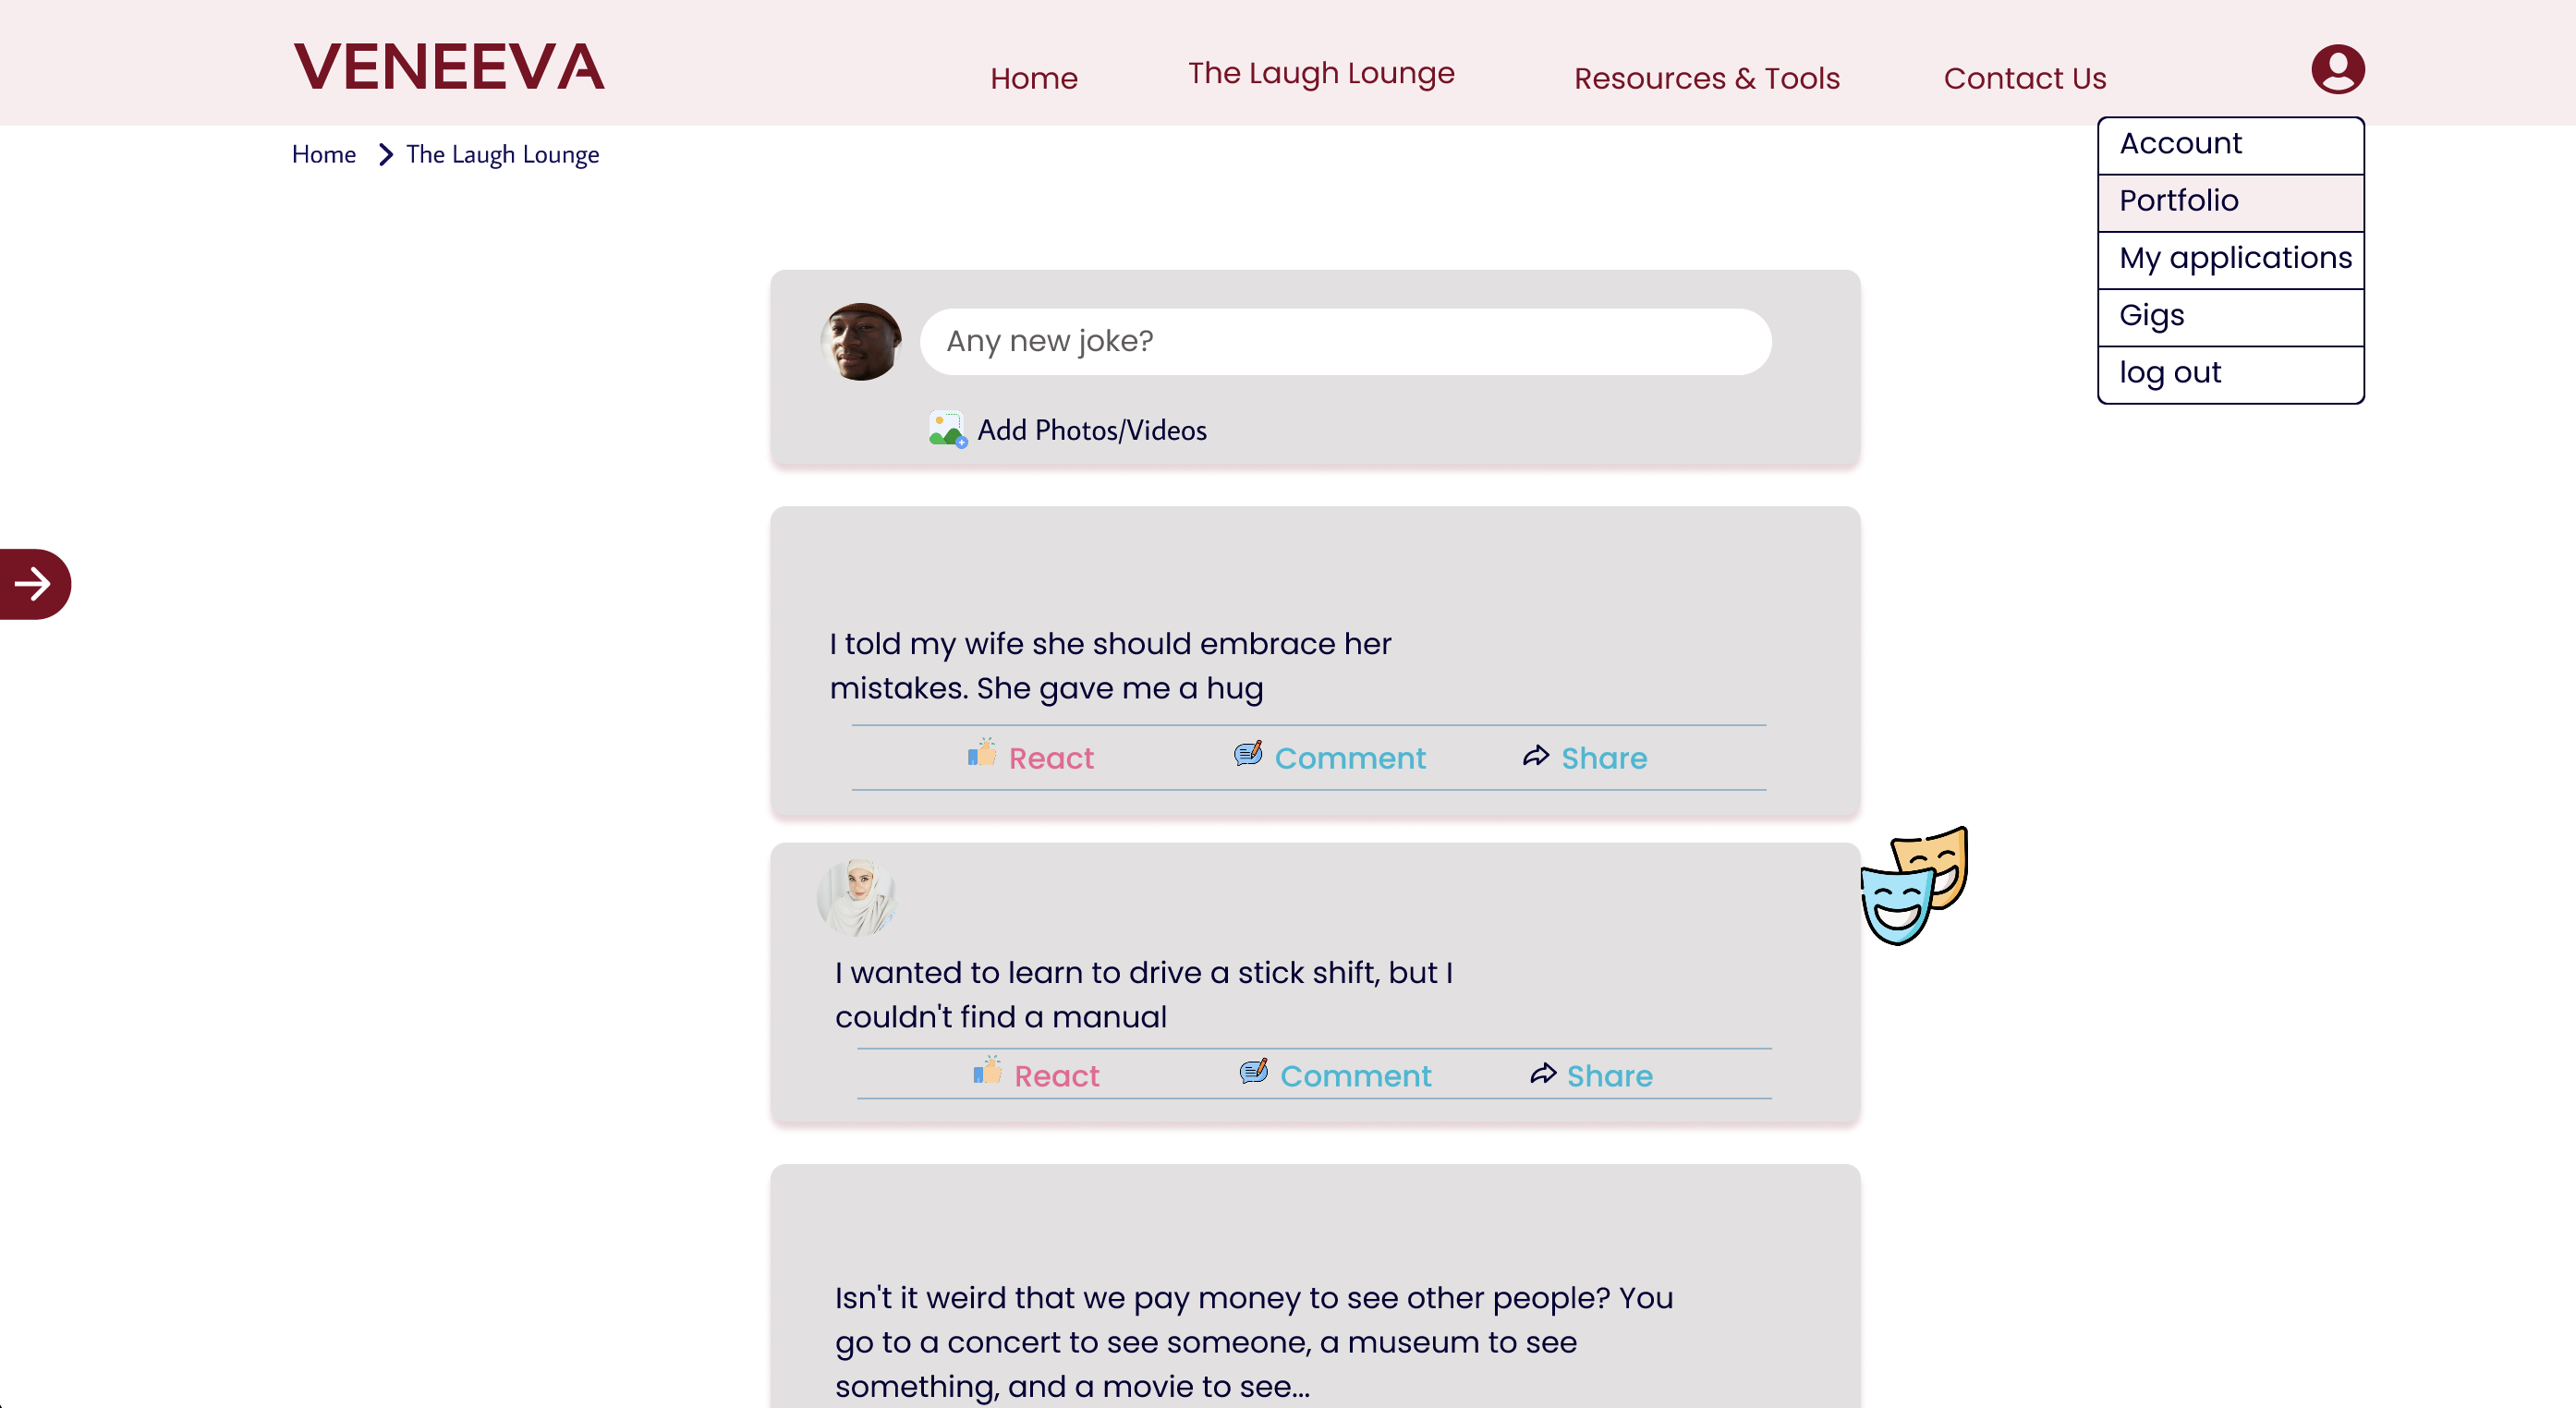 VENEEVA
Home
The Laugh Lounge
Resources & Tools
Contact Us
Home
The Laugh Lounge
Account
Portfolio
My applications
Gigs
log out
Any new joke?
Add Photos/Videos
I told my wife she should embrace her
mistakes. She gave me a hug
React
Comment
Share
I wanted to learn to drive a stick shift, but I
couldn't find a manual
React
Comment
Share
Isn't it weird that we pay money to see other people? You
go to a concert to see someone, a museum to see
something, and a movie to see...